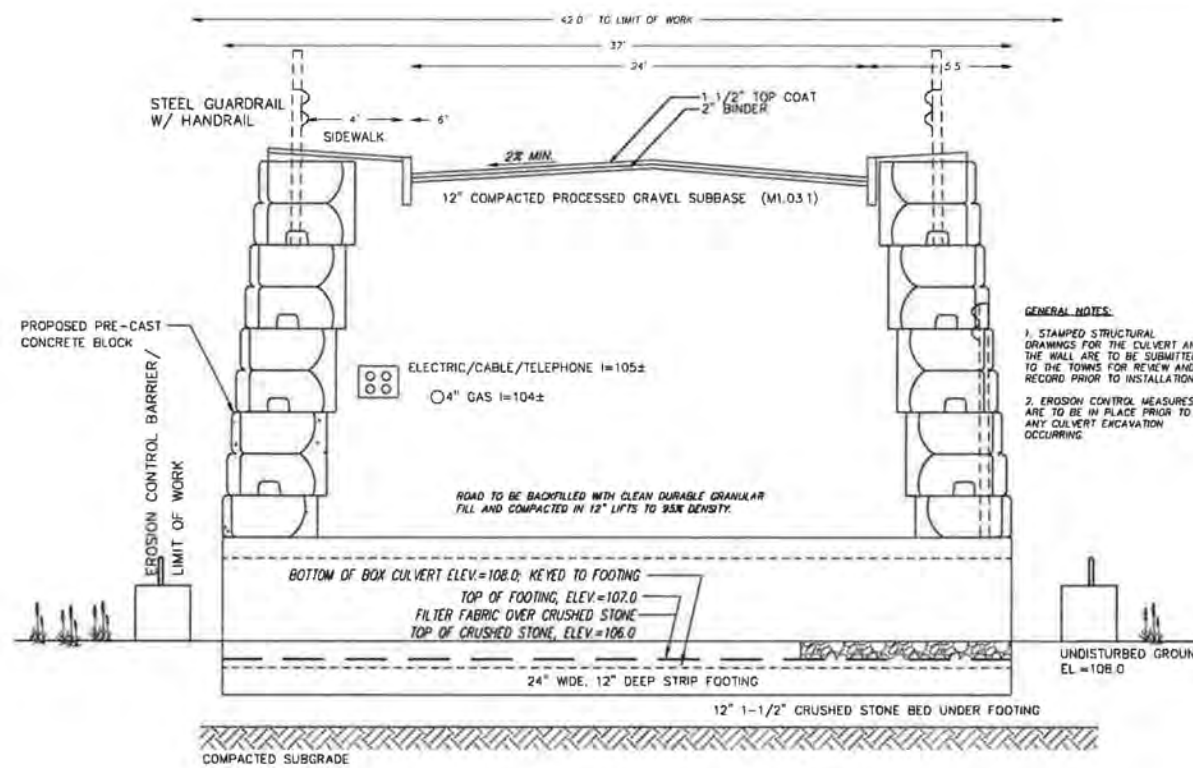 42.0' TO LIMIT OF WORK
37'
24'
5.5
STEEL GUARDRAIL
W/ HANDRAIL
4'
6"
SIDEWALK
1 1/2" TOP COAT
2" BINDER
2% MIN.
12" COMPACTED PROCESSED GRAVEL SUBBASE (M1.03 1)
PROPOSED PRE-CAST
CONCRETE BLOCK
EROSION CONTROL BARRIER/
LIMIT OF WORK
ELECTRIC/CABLE/TELEPHONE I=105±
4" GAS I=104±
GENERAL NOTES:
1. STAMPED STRUCTURAL
DRAWINGS FOR THE CULVERT AN
THE WALL ARE TO BE SUBMITTE
TO THE TOWNS FOR REVIEW AND
RECORD PRIOR TO INSTALLATION
2. EROSION CONTROL MEASURES
ARE TO BE IN PLACE PRIOR TO
ANY CULVERT EXCAVATION
OCCURRING.
ROAD TO BE BACKFILLED WITH CLEAN DURABLE GRANULAR
FILL AND COMPACTED IN 12" LIFTS TO 95% DENSITY.
BOTTOM OF BOX CULVERT ELEV.=108.0; KEYED TO FOOTING
TOP OF FOOTING, ELEV.=107.0
FILTER FABRIC OVER CRUSHED STONE
TOP OF CRUSHED STONE, ELEV.=106.0
UNDISTURBED GROUN
EL.=108.0
24" WIDE, 12" DEEP STRIP FOOTING
12" 1-1/2" CRUSHED STONE BED UNDER FOOTING
COMPACTED SUBGRADE